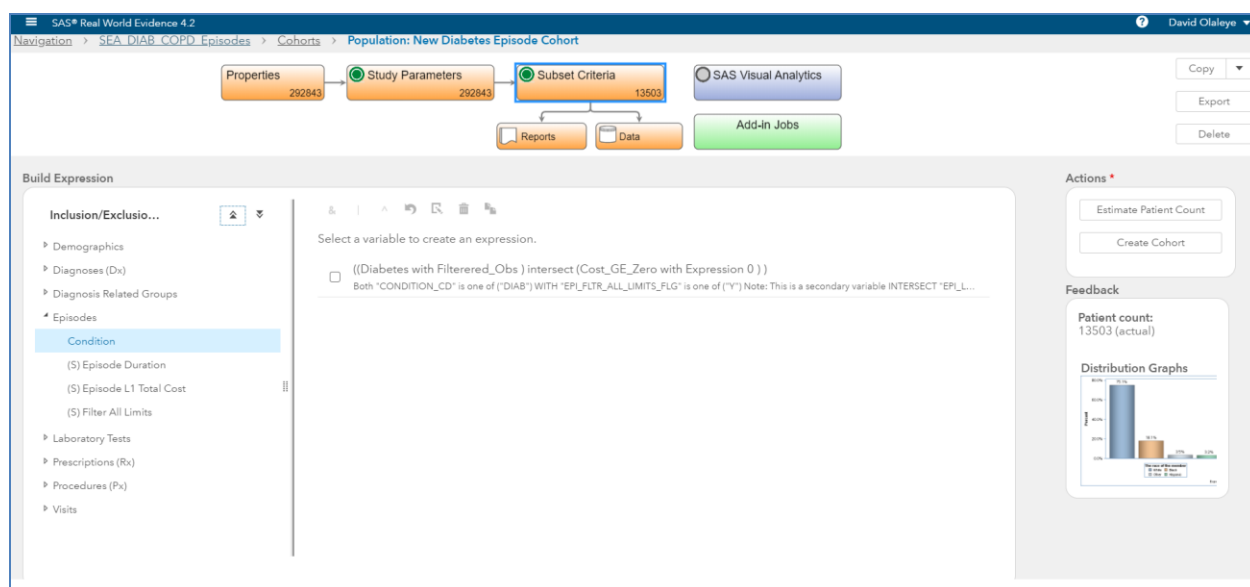 SAS® Real World Evidence 4.2
David Olaleye
Navigation > SEA_DIAB_COPD_Episodes > Cohorts > Population: New Diabetes Episode Cohort
Properties
292843
Study Parameters
292843
Subset Criteria
13503
SAS Visual Analytics
Reports
Data
Add-in Jobs
Copy
Export
Delete
Build Expression
Inclusion/Exclusio...
Demographics
Diagnoses (Dx)
Diagnosis Related Groups
Episodes
Condition
(S) Episode Duration
(S) Episode L1 Total Cost
(S) Filter All Limits
Laboratory Tests
Prescriptions (Rx)
Procedures (Px)
Visits
& | ^
Select a variable to create an expression.
((Diabetes with Filterered_Obs ) intersect (Cost_GE_Zero with Expression 0 ) )
Both "CONDITION_CD" is one of ("DIAB") WITH "EPI_FLTR_ALL_LIMITS_FLG" is one of ("Y") Note: This is a secondary variable INTERSECT "EPI_L...
Actions *
Estimate Patient Count
Create Cohort
Feedback
Patient count:
13503 (actual)
Distribution Graphs